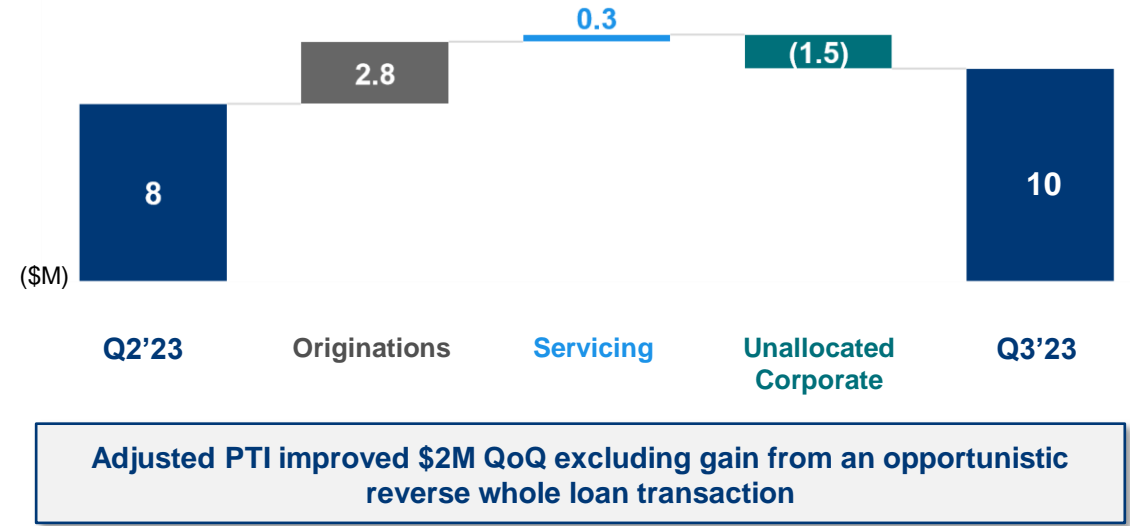 0.3
(1.5)
2.8
8
10
($M)
Q2’23
Originations
Servicing
Unallocated
Corporate
Q3’23
Adjusted PTI improved $2M QoQ excluding gain from an opportunistic
reverse whole loan transaction